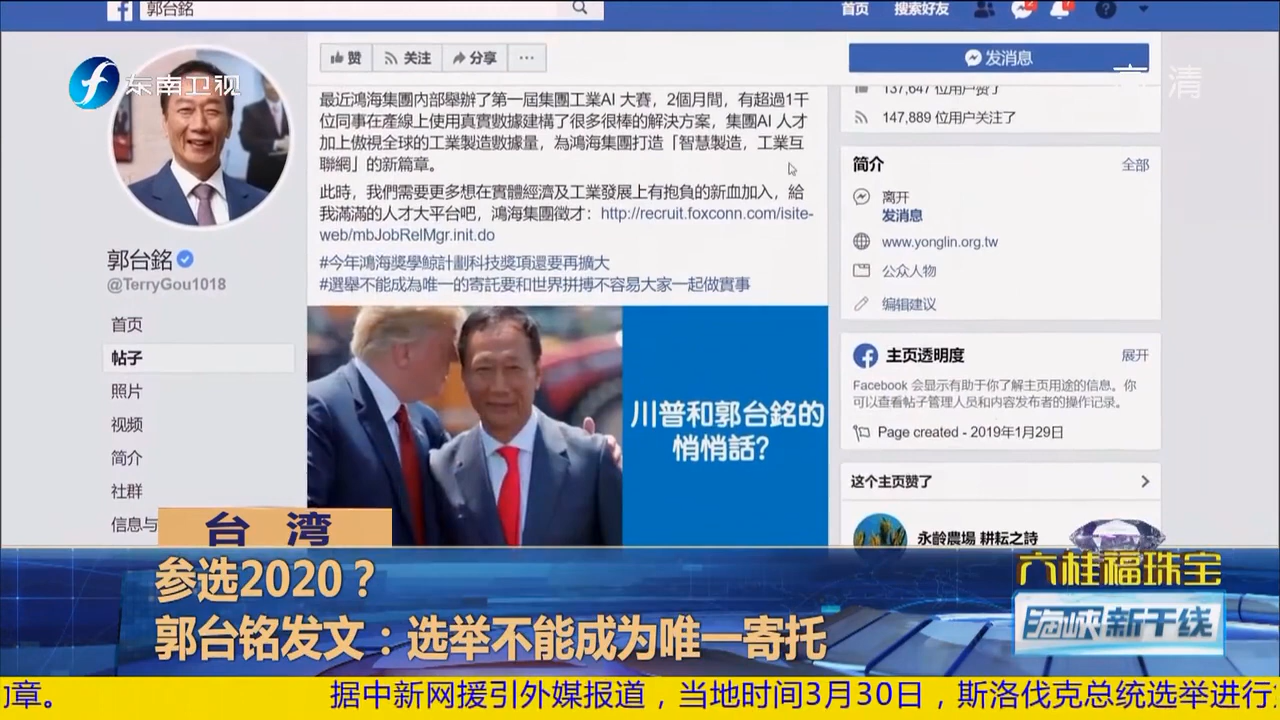 郭台銘
首页 搜索好友
东南卫视
赞 关注 分享 ...
发消息
清
最近鴻海集團內部舉辦了第一屆集團工業AI 大賽，2個月間，有超過1千
位同事在產線上使用真實數據建構了很多很棒的解決方案，集團AI 人才
加上傲視全球的工業製造數據量，為鴻海集團打造「智慧製造，工業互
聯網」的新篇章。
此時，我們需要更多想在實體經濟及工業發展上有抱負的新血加入，給
我滿滿的人才大平台吧，鴻海集團徵才：http://recruit.foxconn.com/isite-
web/mbJobRelMgr.init.do
#今年鴻海獎學鯨計劃科技獎項還要再擴大
#選舉不能成為唯一的寄託要和世界拼搏不容易大家一起做實事
郭台銘
@TerryGou1018
首页
帖子
照片
视频
简介
社群
信息与
川普和郭台銘的
悄悄話？
137,647 位用户赞了
147,889 位用户关注了
简介 全部
离开
发消息
www.yonglin.org.tw
公众人物
编辑建议
主页透明度 展开
Facebook 会显示有助于你了解主页用途的信息。你
可以查看帖子管理人员和内容发布者的操作记录。
Page created - 2019年1月29日
这个主页赞了
永齡農場 耕耘之詩
台 湾
参选2020？
郭台铭发文：选举不能成为唯一寄托
六桂福珠宝
海峡新干线
章。 据中新网援引外媒报道，当地时间3月30日，斯洛伐克总统选举进行